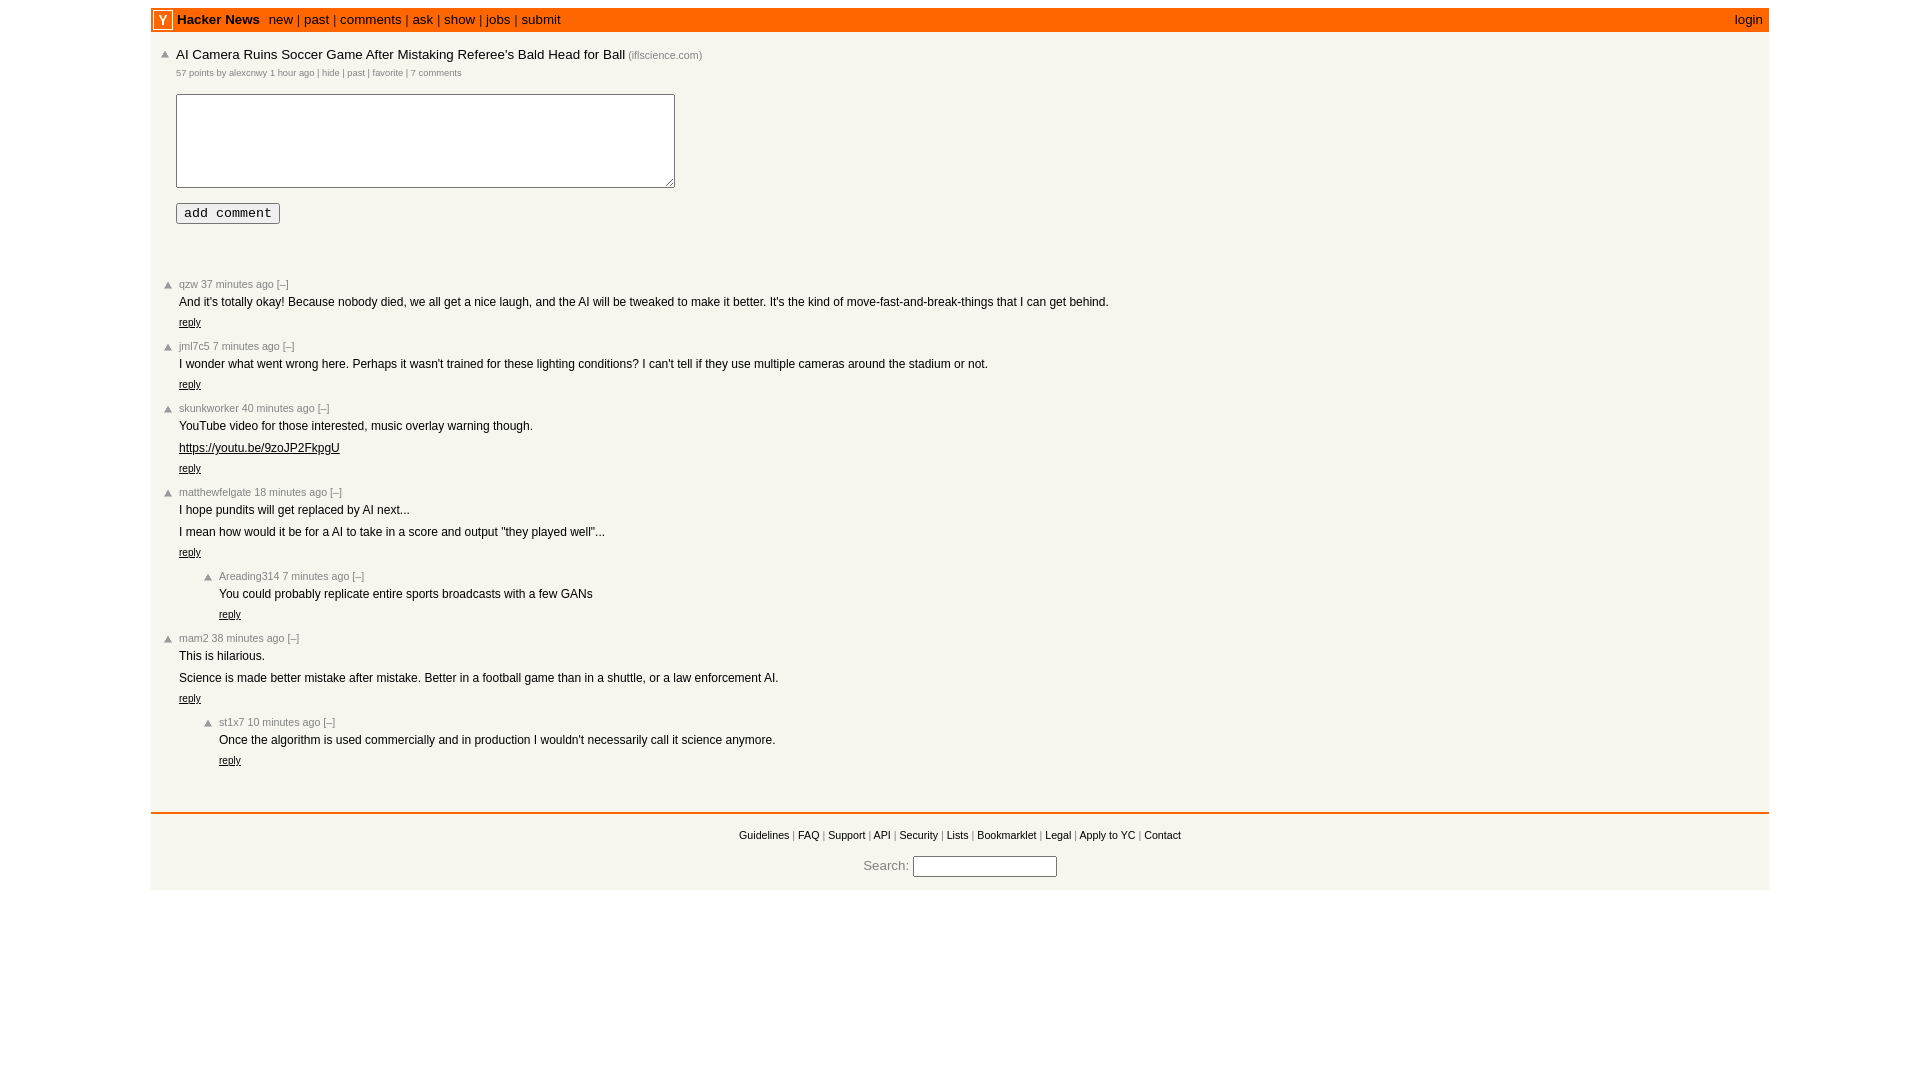 Y Hacker News new | past | comments | ask | show | jobs | submit login
AI Camera Ruins Soccer Game After Mistaking Referee's Bald Head for Ball (iflscience.com)
57 points by alexcnwy 1 hour ago | hide | past | favorite | 7 comments
add comment
qzw 37 minutes ago [–]
And it's totally okay! Because nobody died, we all get a nice laugh, and the AI will be tweaked to make it better. It's the kind of move-fast-and-break-things that I can get behind.
reply
jml7c5 7 minutes ago [–]
I wonder what went wrong here. Perhaps it wasn't trained for these lighting conditions? I can't tell if they use multiple cameras around the stadium or not.
reply
skunkworker 40 minutes ago [–]
YouTube video for those interested, music overlay warning though.
https://youtu.be/9zoJP2FkpgU
reply
matthewfelgate 18 minutes ago [–]
I hope pundits will get replaced by AI next...
I mean how would it be for a AI to take in a score and output "they played well"...
reply
Areading314 7 minutes ago [–]
You could probably replicate entire sports broadcasts with a few GANs
reply
mam2 38 minutes ago [–]
This is hilarious.
Science is made better mistake after mistake. Better in a football game than in a shuttle, or a law enforcement AI.
reply
st1x7 10 minutes ago [–]
Once the algorithm is used commercially and in production I wouldn't necessarily call it science anymore.
reply
Guidelines | FAQ | Support | API | Security | Lists | Bookmarklet | Legal | Apply to YC | Contact
Search: